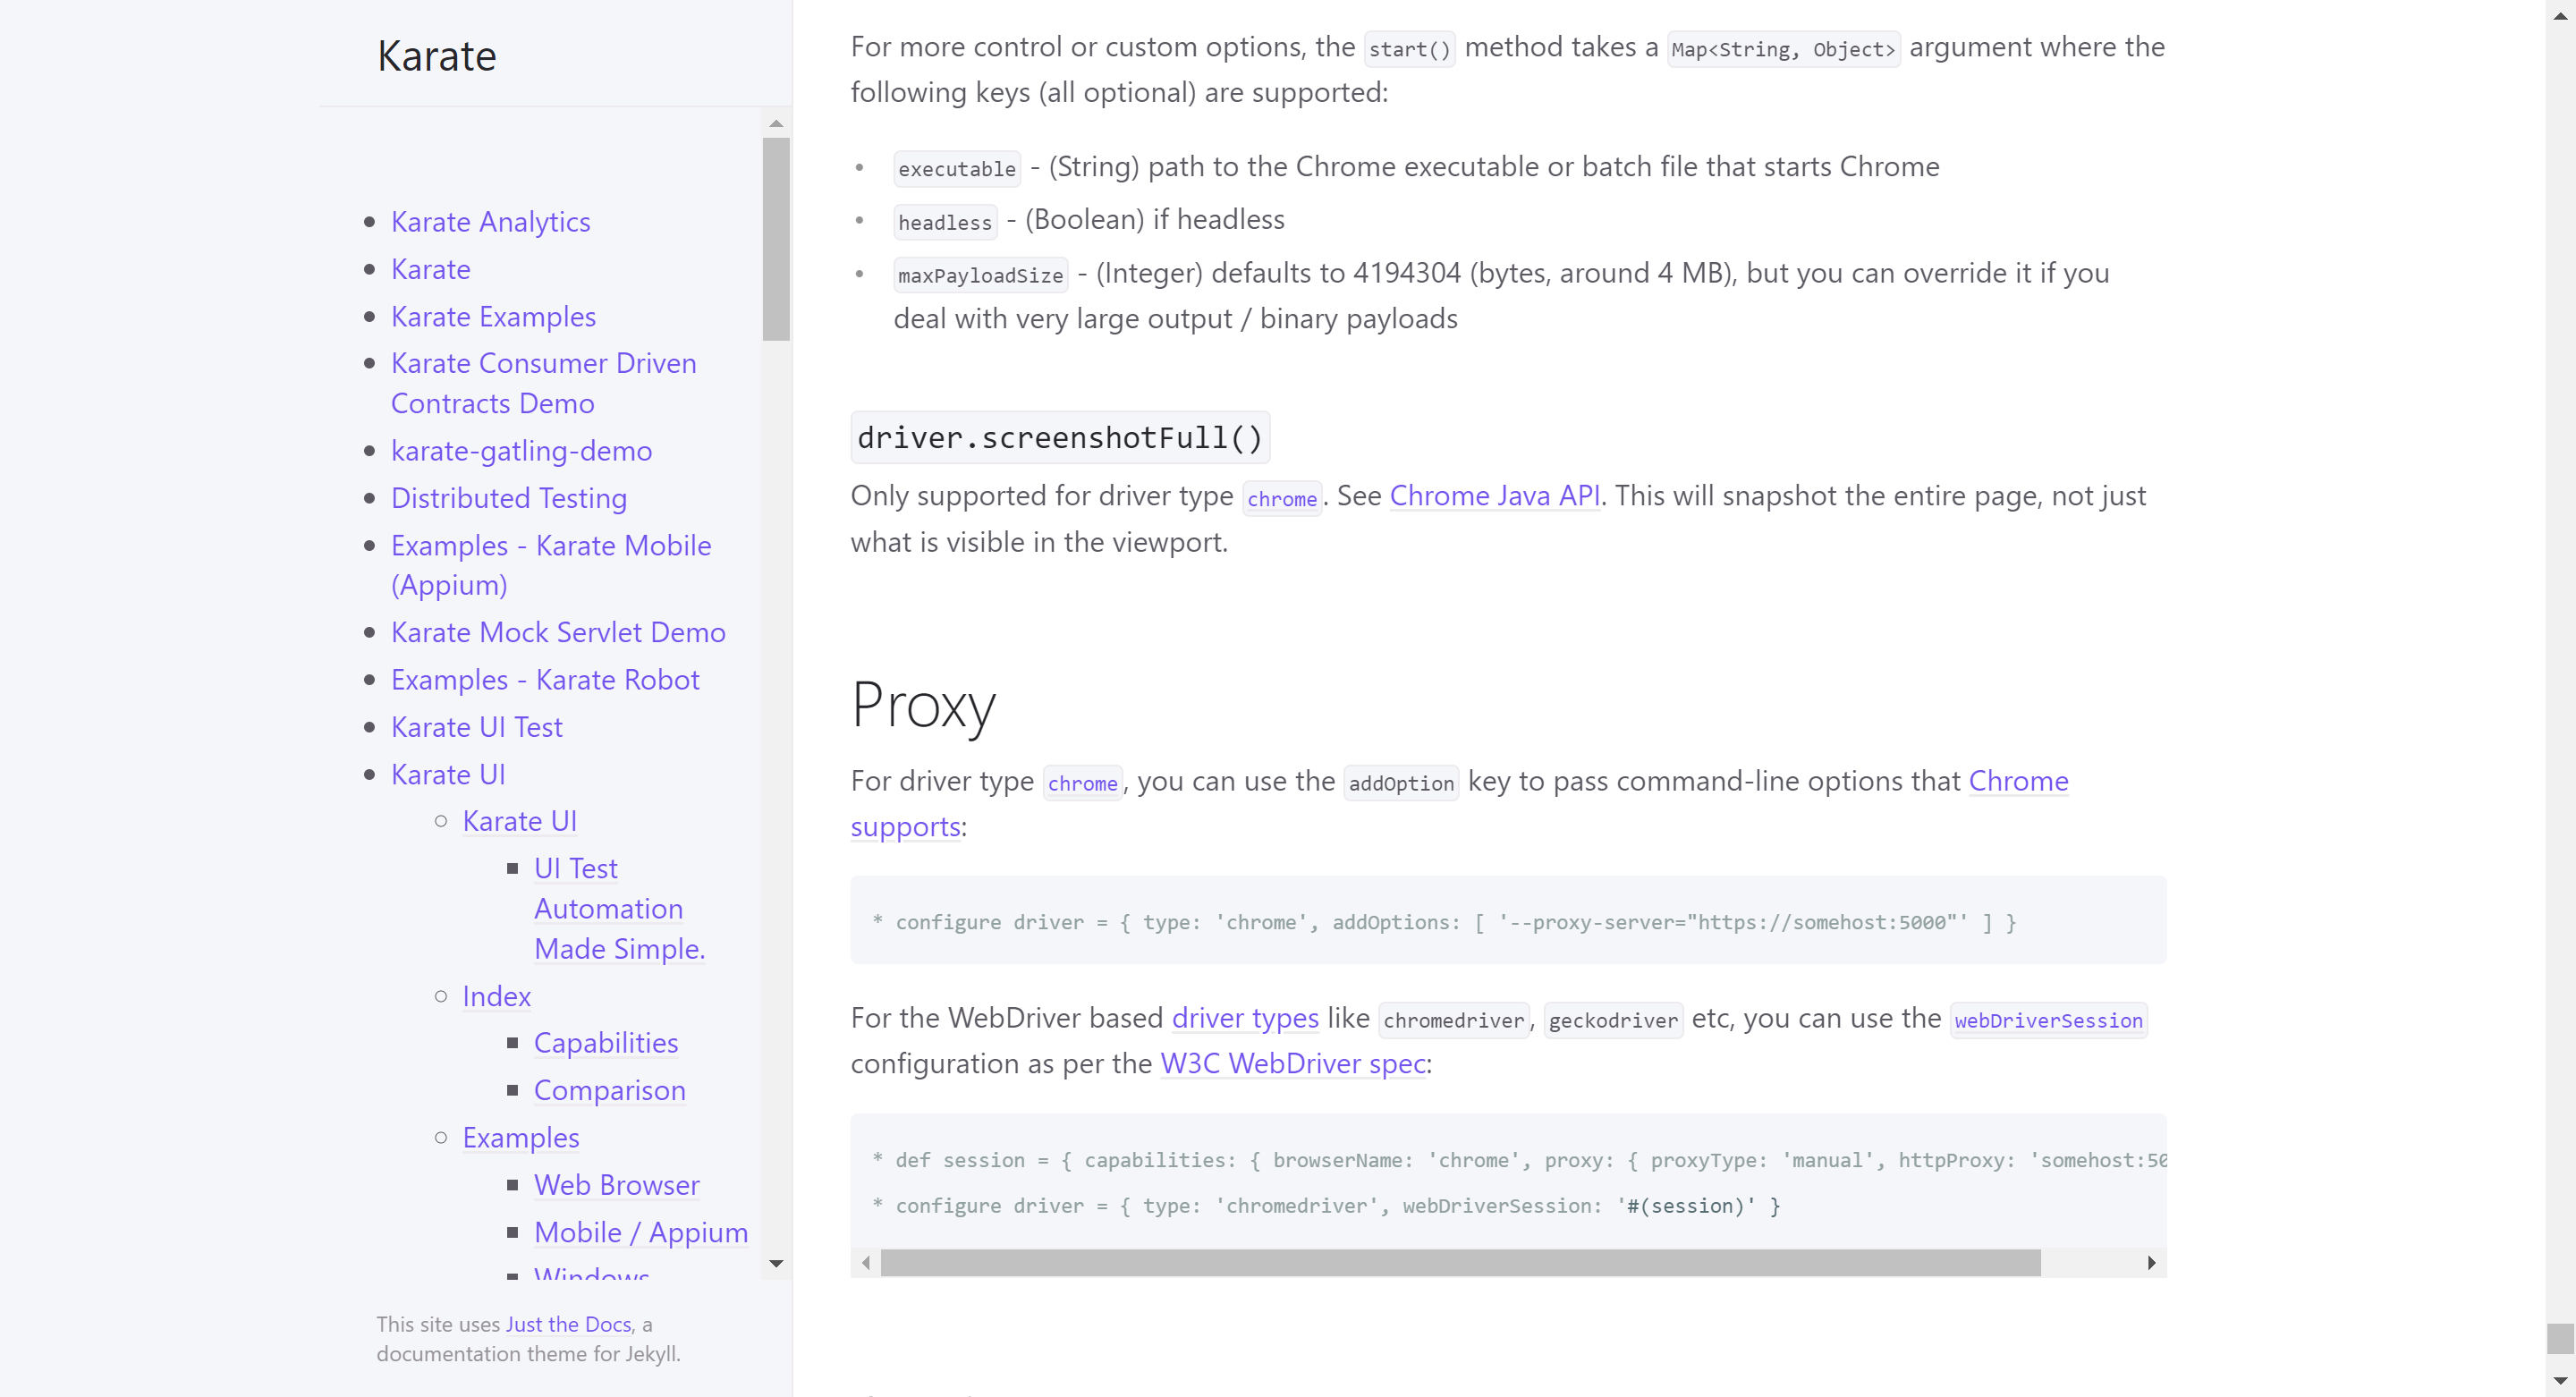 Karate
Karate Analytics
Karate
Karate Examples
Karate Consumer Driven
Contracts Demo
karate-gatling-demo
Distributed Testing
Examples - Karate Mobile
(Appium)
Karate Mock Servlet Demo
Examples - Karate Robot
Karate UI Test
Karate UI
Karate UI
UI Test
Automation
Made Simple.
Index
Capabilities
Comparison
Examples
Web Browser
Mobile / Appium
Windows
This site uses Just the Docs, a
documentation theme for Jekyll.
For more control or custom options, the start() method takes a Map<String, Object> argument where the
following keys (all optional) are supported:
executable - (String) path to the Chrome executable or batch file that starts Chrome
headless - (Boolean) if headless
maxPayloadSize - (Integer) defaults to 4194304 (bytes, around 4 MB), but you can override it if you
deal with very large output / binary payloads
driver.screenshotFull()
Only supported for driver type chrome. See Chrome Java API. This will snapshot the entire page, not just
what is visible in the viewport.
Proxy
For driver type chrome, you can use the addOption key to pass command-line options that Chrome
supports:
* configure driver = { type: 'chrome', addOptions: [ '--proxy-server="https://somehost:5000"' ] }
For the WebDriver based driver types like chromedriver, geckodriver etc, you can use the webDriverSession
configuration as per the W3C WebDriver spec:
* def session = { capabilities: { browserName: 'chrome', proxy: { proxyType: 'manual', httpProxy: 'somehost:50
* configure driver = { type: 'chromedriver', webDriverSession: '#(session)' }